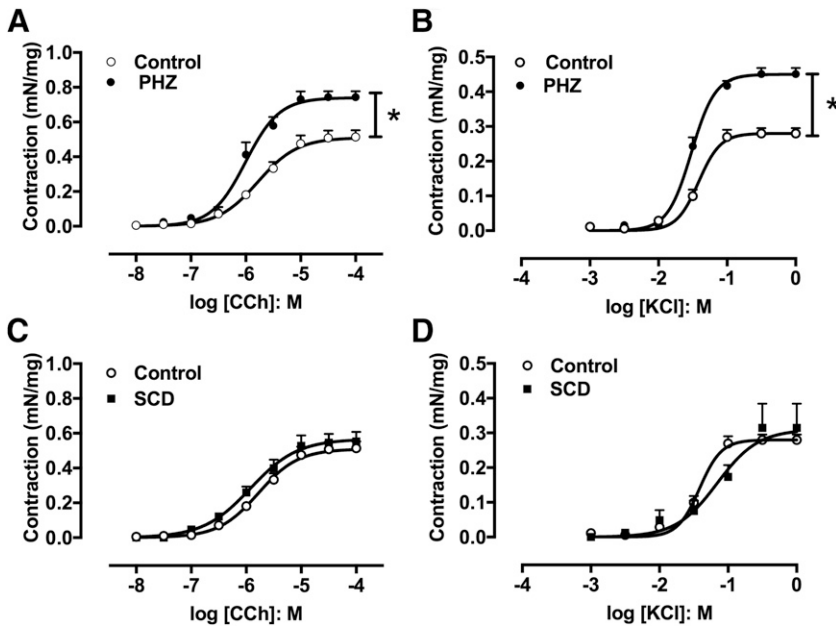 A
Control
PHZ
Contraction (mN/mg)
1.0
0.8
0.6
0.4
0.2
0.0
*
-8 -7 -6 -5 -4
log [CCh]: M
B
Control
PHZ
Contraction (mN/mg)
0.5
0.4
0.3
0.2
0.1
0.0
*
-4 -3 -2 -1 0
log [KCl]: M
C
Control
SCD
Contraction (mN/mg)
1.0
0.8
0.6
0.4
0.2
0.0
-8 -7 -6 -5 -4
log [CCh]: M
D
Control
SCD
Contraction (mN/mg)
0.5
0.4
0.3
0.2
0.1
0.0
-4 -3 -2 -1 0
log [KCl]: M